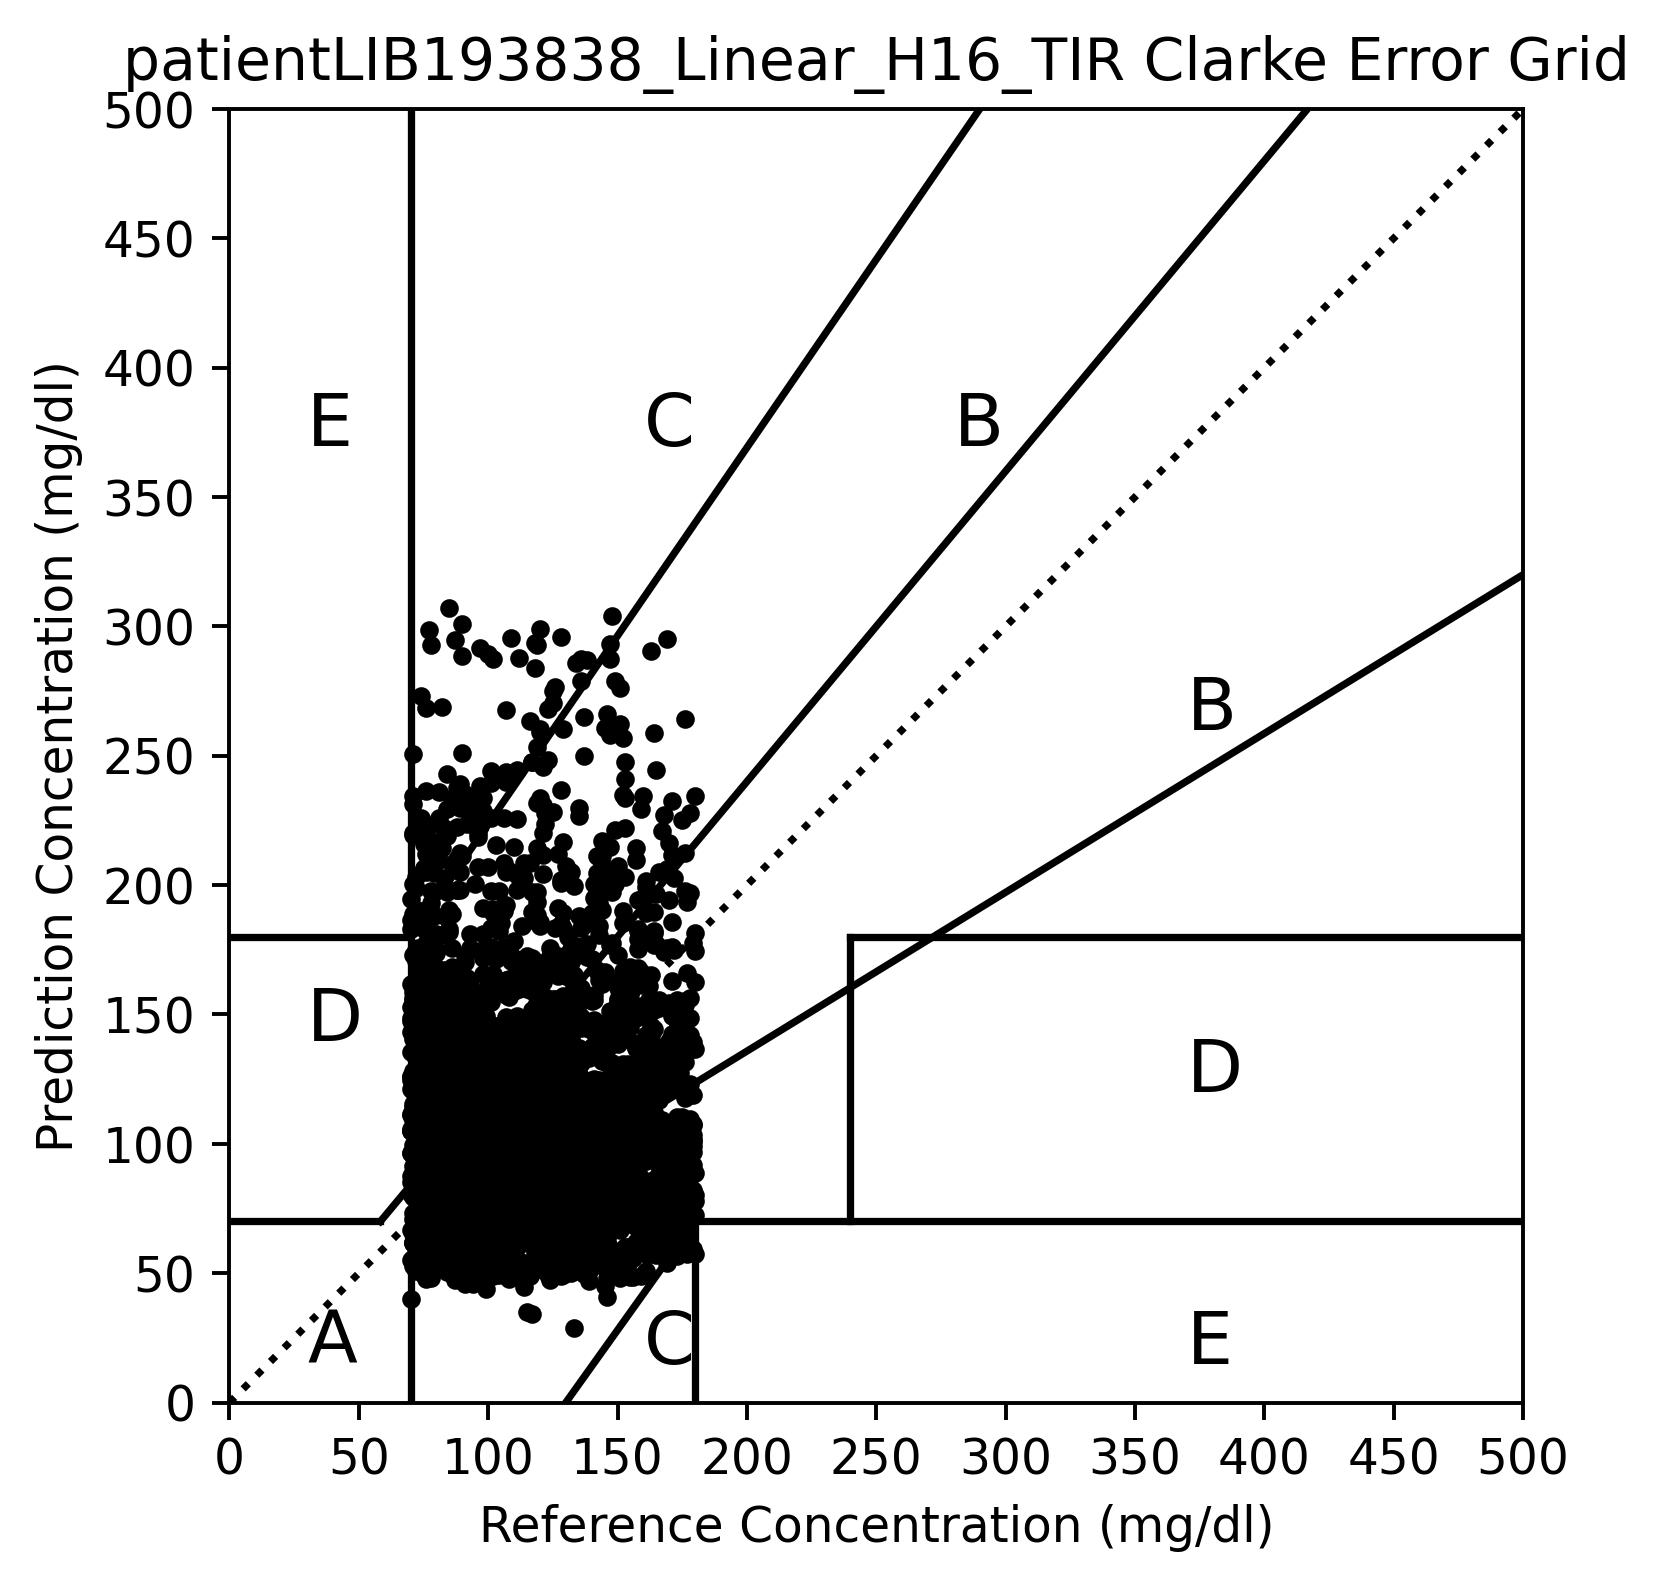 patientLIB193838_Linear_H16_TIR Clarke Error Grid
500
450
400
350
300
250
200
150
100
50
0
Prediction Concentration (mg/dl)
E
C
B
B
D
D
A
C
E
0 50 100 150 200 250 300 350 400 450 500
Reference Concentration (mg/dl)